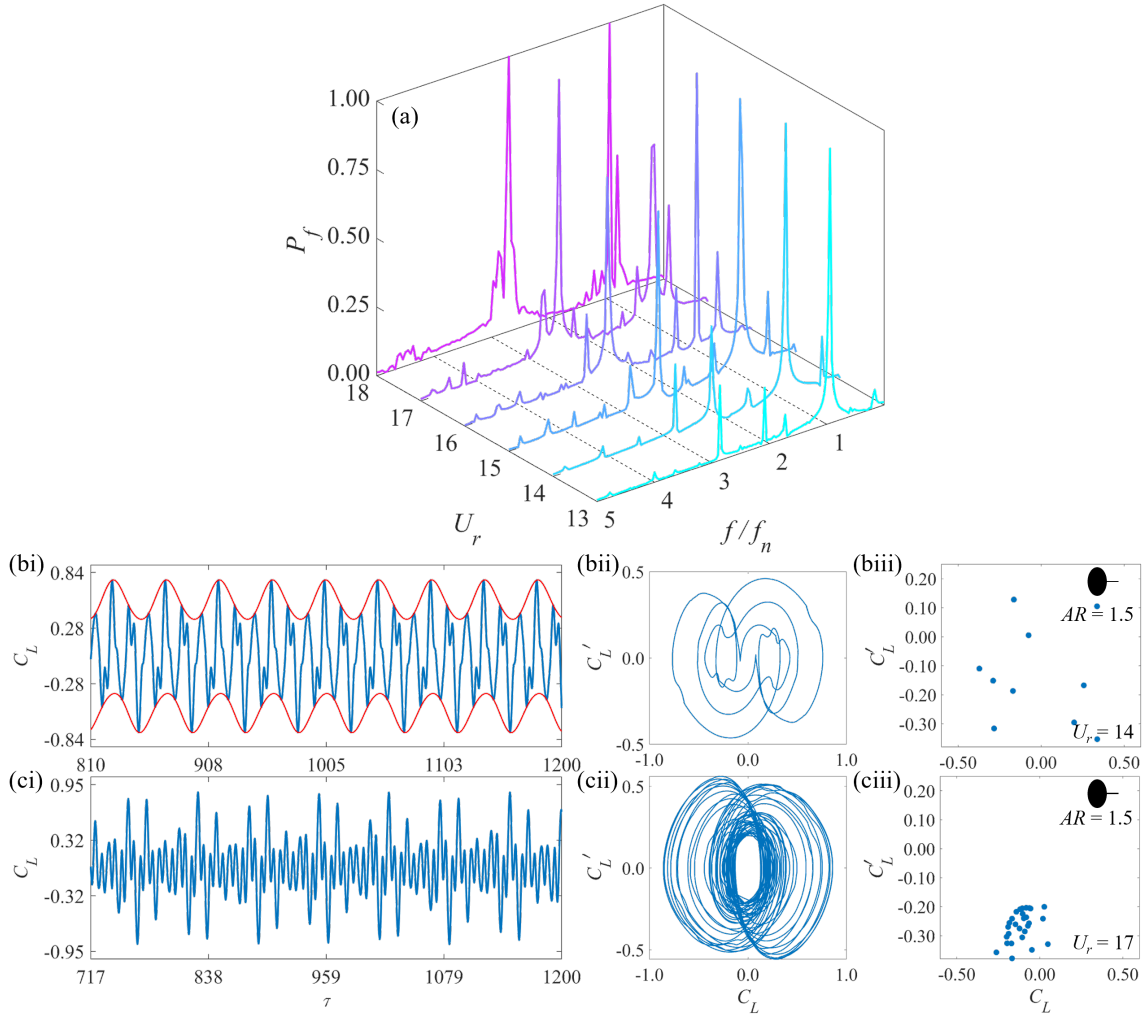 (a)
1.00
0.75
0.50
0.25
0.00
P_f
18
17
16
15
14
13
U_r
5
4
3
2
1
f/f_n
(bi)
0.84
0.28
-0.28
-0.84
C_L
810
908
1005
1103
1200
(bii)
0.5
0.0
-0.5
C_L′
-1.0
0.0
1.0
(biii)
0.20
0.10
0.00
-0.10
-0.20
-0.30
C_L′
AR = 1.5
U_r = 14
-0.50
0.00
0.50
(ci)
0.95
0.32
-0.32
-0.95
C_L
717
838
959
1079
1200
τ
(cii)
0.5
0.0
-0.5
C_L′
-1.0
0.0
1.0
C_L
(ciii)
0.20
0.10
0.00
-0.10
-0.20
-0.30
C_L′
AR = 1.5
U_r = 17
-0.50
0.00
0.50
C_L